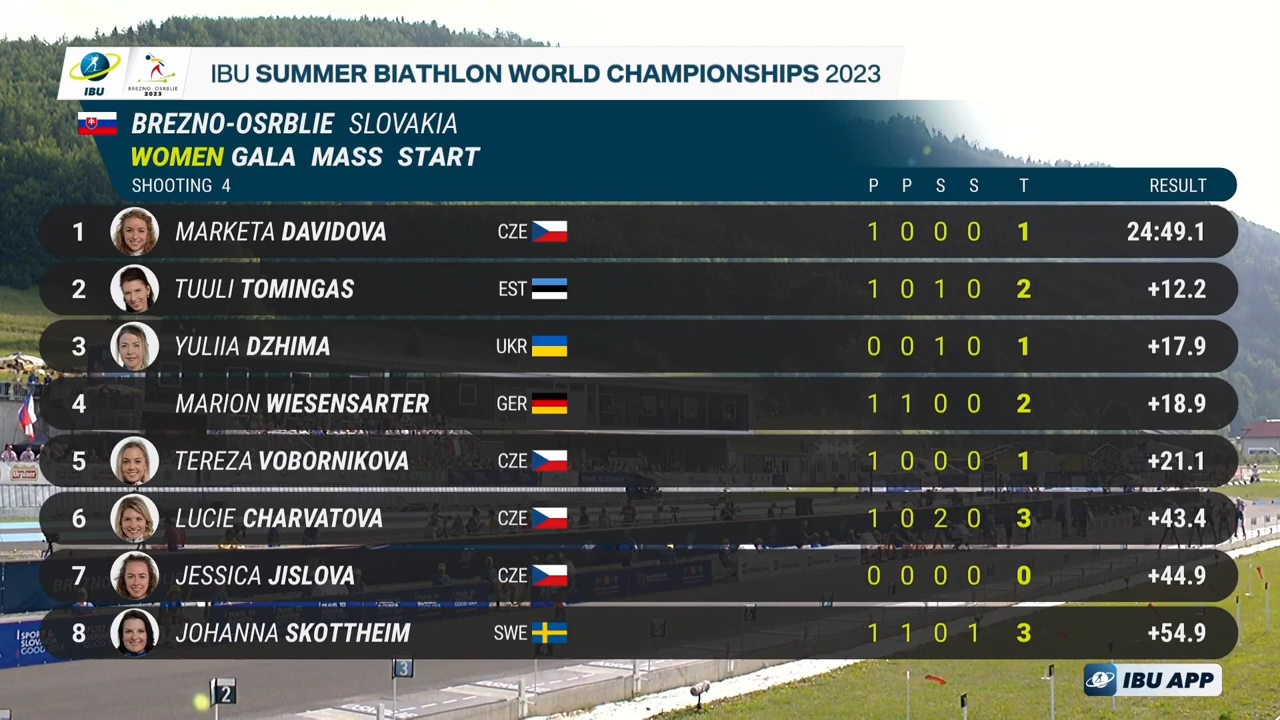 IBU SUMMER BIATHLON WORLD CHAMPIONSHIPS 2023
IBU
BREZNO-OSRBLIE
2023
BREZNO-OSRBLIE SLOVAKIA
WOMEN GALA MASS START
SHOOTING 4 P P S S T RESULT
1 MARKETA DAVIDOVA CZE 1 0 0 0 1 24:49.1
2 TUULI TOMINGAS EST 1 0 1 0 2 +12.2
3 YULIIA DZHIMA UKR 0 0 1 0 1 +17.9
4 MARION WIESENSARTER GER 1 1 0 0 2 +18.9
5 TEREZA VOBORNIKOVA CZE 1 0 0 0 1 +21.1
6 LUCIE CHARVATOVA CZE 1 0 2 0 3 +43.4
7 JESSICA JISLOVA CZE 0 0 0 0 0 +44.9
8 JOHANNA SKOTTHEIM SWE 1 1 0 1 3 +54.9
3
2
IBU APP